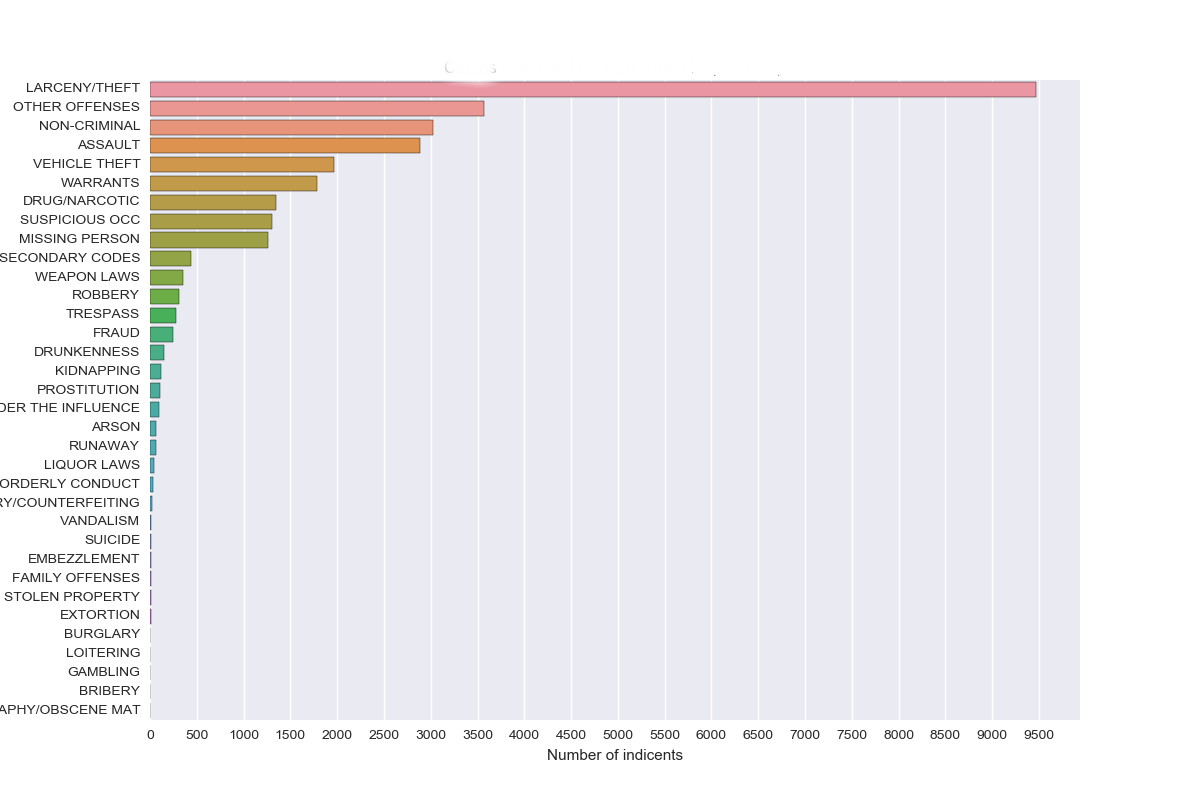 LARCENY/THEFT
OTHER OFFENSES
NON-CRIMINAL
ASSAULT
VEHICLE THEFT
WARRANTS
DRUG/NARCOTIC
SUSPICIOUS OCC
MISSING PERSON
SECONDARY CODES
WEAPON LAWS
ROBBERY
TRESPASS
FRAUD
DRUNKENNESS
KIDNAPPING
PROSTITUTION
DER THE INFLUENCE
ARSON
RUNAWAY
LIQUOR LAWS
ORDERLY CONDUCT
RY/COUNTERFEITING
VANDALISM
SUICIDE
EMBEZZLEMENT
FAMILY OFFENSES
STOLEN PROPERTY
EXTORTION
BURGLARY
LOITERING
GAMBLING
BRIBERY
APHY/OBSCENE MAT
0 500 1000 1500 2000 2500 3000 3500 4000 4500 5000 5500 6000 6500 7000 7500 8000 8500 9000 9500
Number of indicents